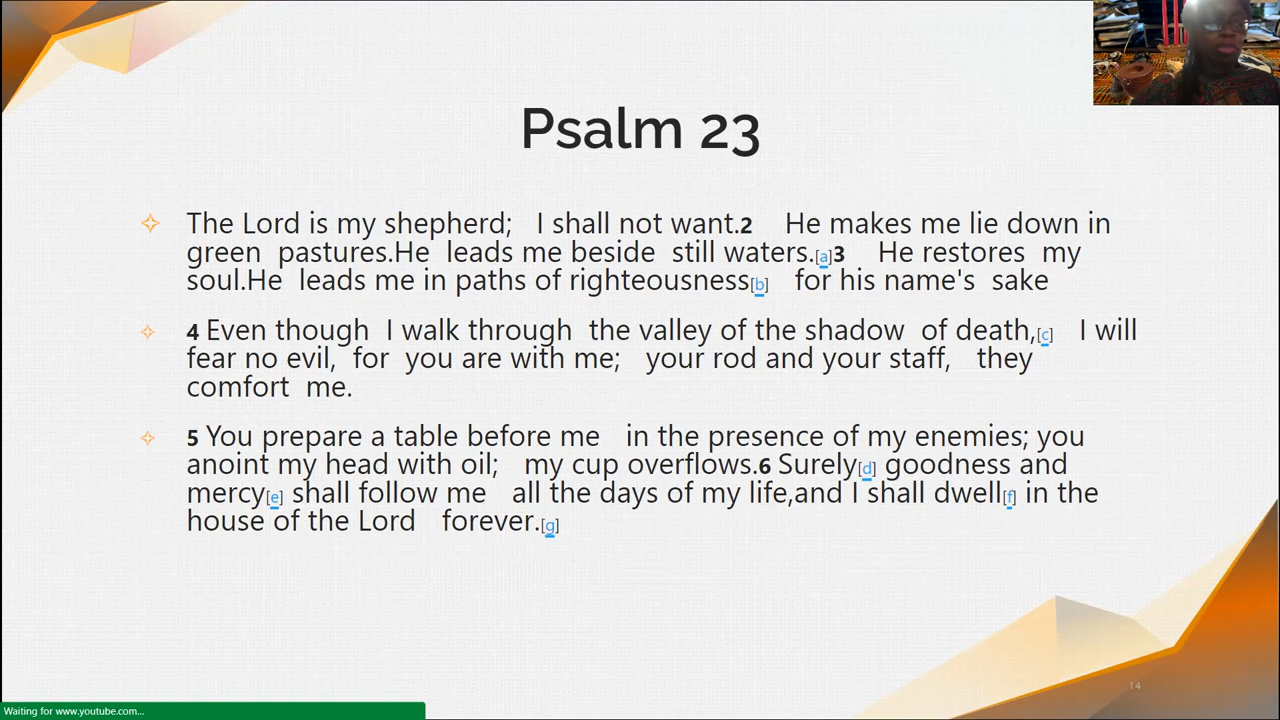 Psalm 23
The Lord is my shepherd; I shall not want.2 He makes me lie down in
green pastures.He leads me beside still waters.[a]3 He restores my
soul.He leads me in paths of righteousness[b] for his name's sake
4 Even though I walk through the valley of the shadow of death,[c] I will
fear no evil, for you are with me; your rod and your staff, they
comfort me.
5 You prepare a table before me in the presence of my enemies; you
anoint my head with oil; my cup overflows.6 Surely[d] goodness and
mercy[e] shall follow me all the days of my life,and I shall dwell[f] in the
house of the Lord forever.[g]
14
Waiting for www.youtube.com...